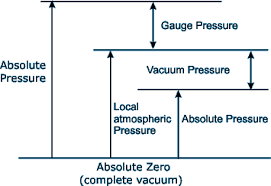 Gauge Pressure
Absolute
Pressure
Vacuum Pressure
Local
atmospheric
Pressure
Absolute Pressure
Absolute Zero
(complete vacuum)